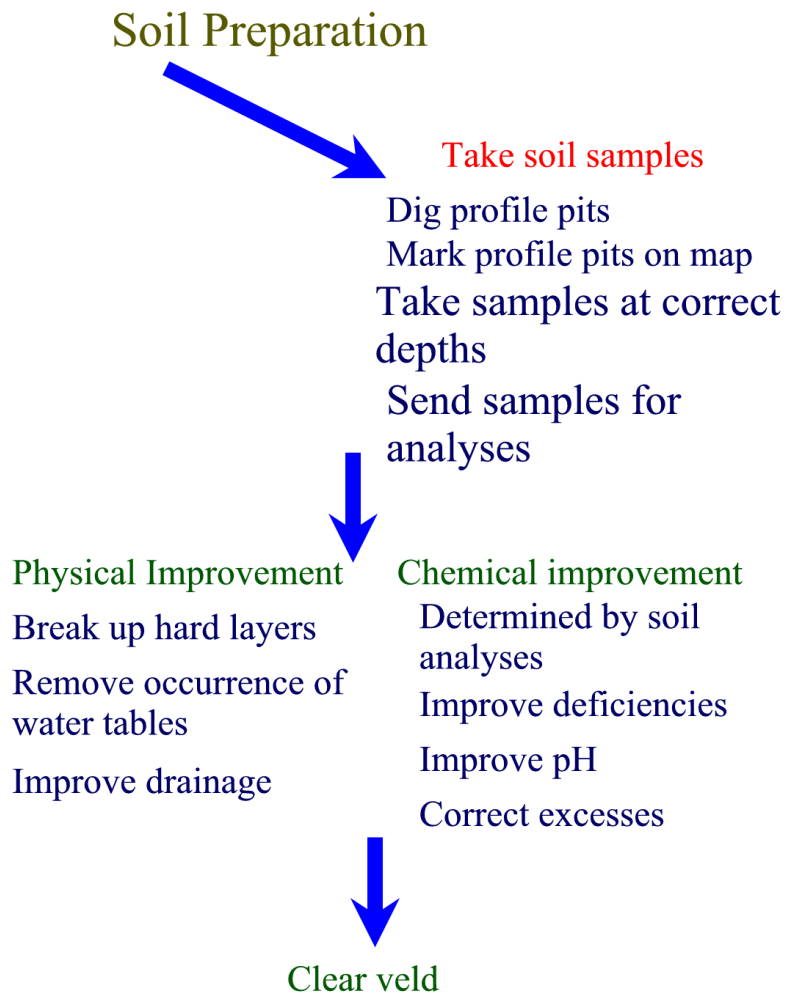 Soil Preparation
Take soil samples
Dig profile pits
Mark profile pits on map
Take samples at correct
depths
Send samples for
analyses
Physical Improvement
Break up hard layers
Remove occurrence of
water tables
Improve drainage
Chemical improvement
Determined by soil
analyses
Improve deficiencies
Improve pH
Correct excesses
Clear veld